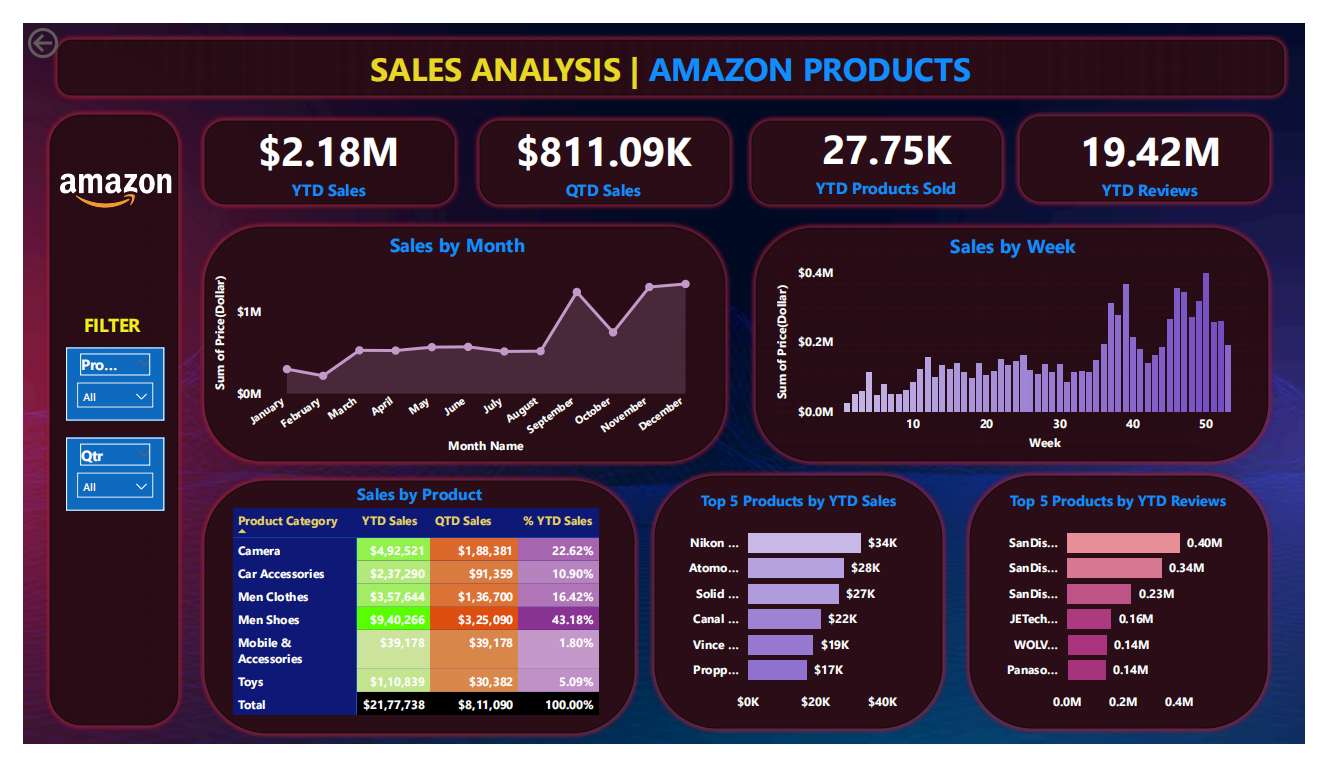 SALES ANALYSIS | AMAZON PRODUCTS
amazon
FILTER
Pro...
All
Qtr
All
$2.18M
YTD Sales
$811.09K
QTD Sales
27.75K
YTD Products Sold
19.42M
YTD Reviews
Sales by Month
Sum of Price(Dollar)
$1M
$0M
January
February
March
April
May
June
July
August
September
October
November
December
Month Name
Sales by Week
Sum of Price(Dollar)
$0.4M
$0.2M
$0.0M
10 20 30 40 50
Week
Sales by Product
Product Category YTD Sales QTD Sales % YTD Sales
Camera $4,92,521 $1,88,381 22.62%
Car Accessories $2,37,290 $91,359 10.90%
Men Clothes $3,57,644 $1,36,700 16.42%
Men Shoes $9,40,266 $3,25,090 43.18%
Mobile & $39,178 $39,178 1.80%
Accessories
Toys $1,10,839 $30,382 5.09%
Total $21,77,738 $8,11,090 100.00%
Top 5 Products by YTD Sales
Nikon ... $34K
Atomo... $28K
Solid ... $27K
Canal ... $22K
Vince ... $19K
Propp... $17K
$0K $20K $40K
Top 5 Products by YTD Reviews
SanDis... 0.40M
SanDis... 0.34M
SanDis... 0.23M
JETech... 0.16M
WOLV... 0.14M
Panaso... 0.14M
0.0M 0.2M 0.4M